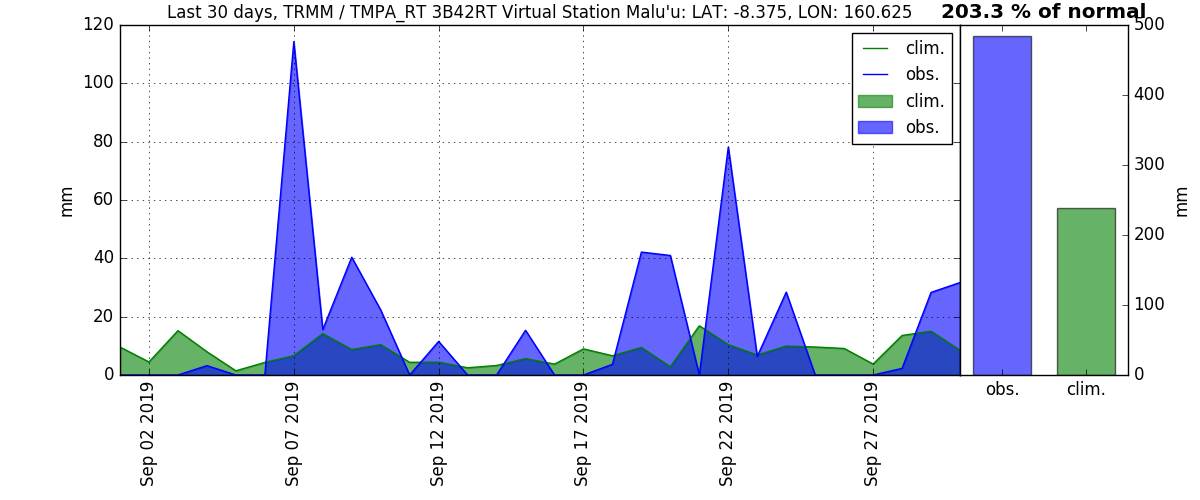 Last 30 days, TRMM / TMPA_RT 3B42RT Virtual Station Malu'u: LAT: -8.375, LON: 160.625
203.3 % of normal
120
100
80
60
40
20
0
mm
Sep 02 2019
Sep 07 2019
Sep 12 2019
Sep 17 2019
Sep 22 2019
Sep 27 2019
clim.
obs.
clim.
obs.
500
400
300
200
100
0
mm
obs.
clim.